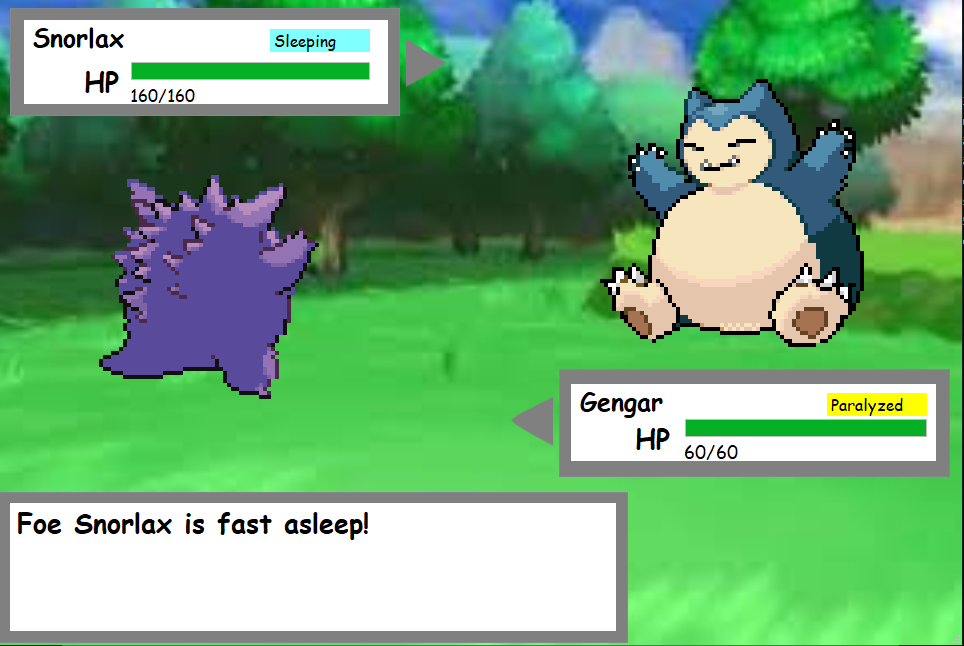 Snorlax Sleeping
HP
160/160
Gengar Paralyzed
HP
60/60
Foe Snorlax is fast asleep!